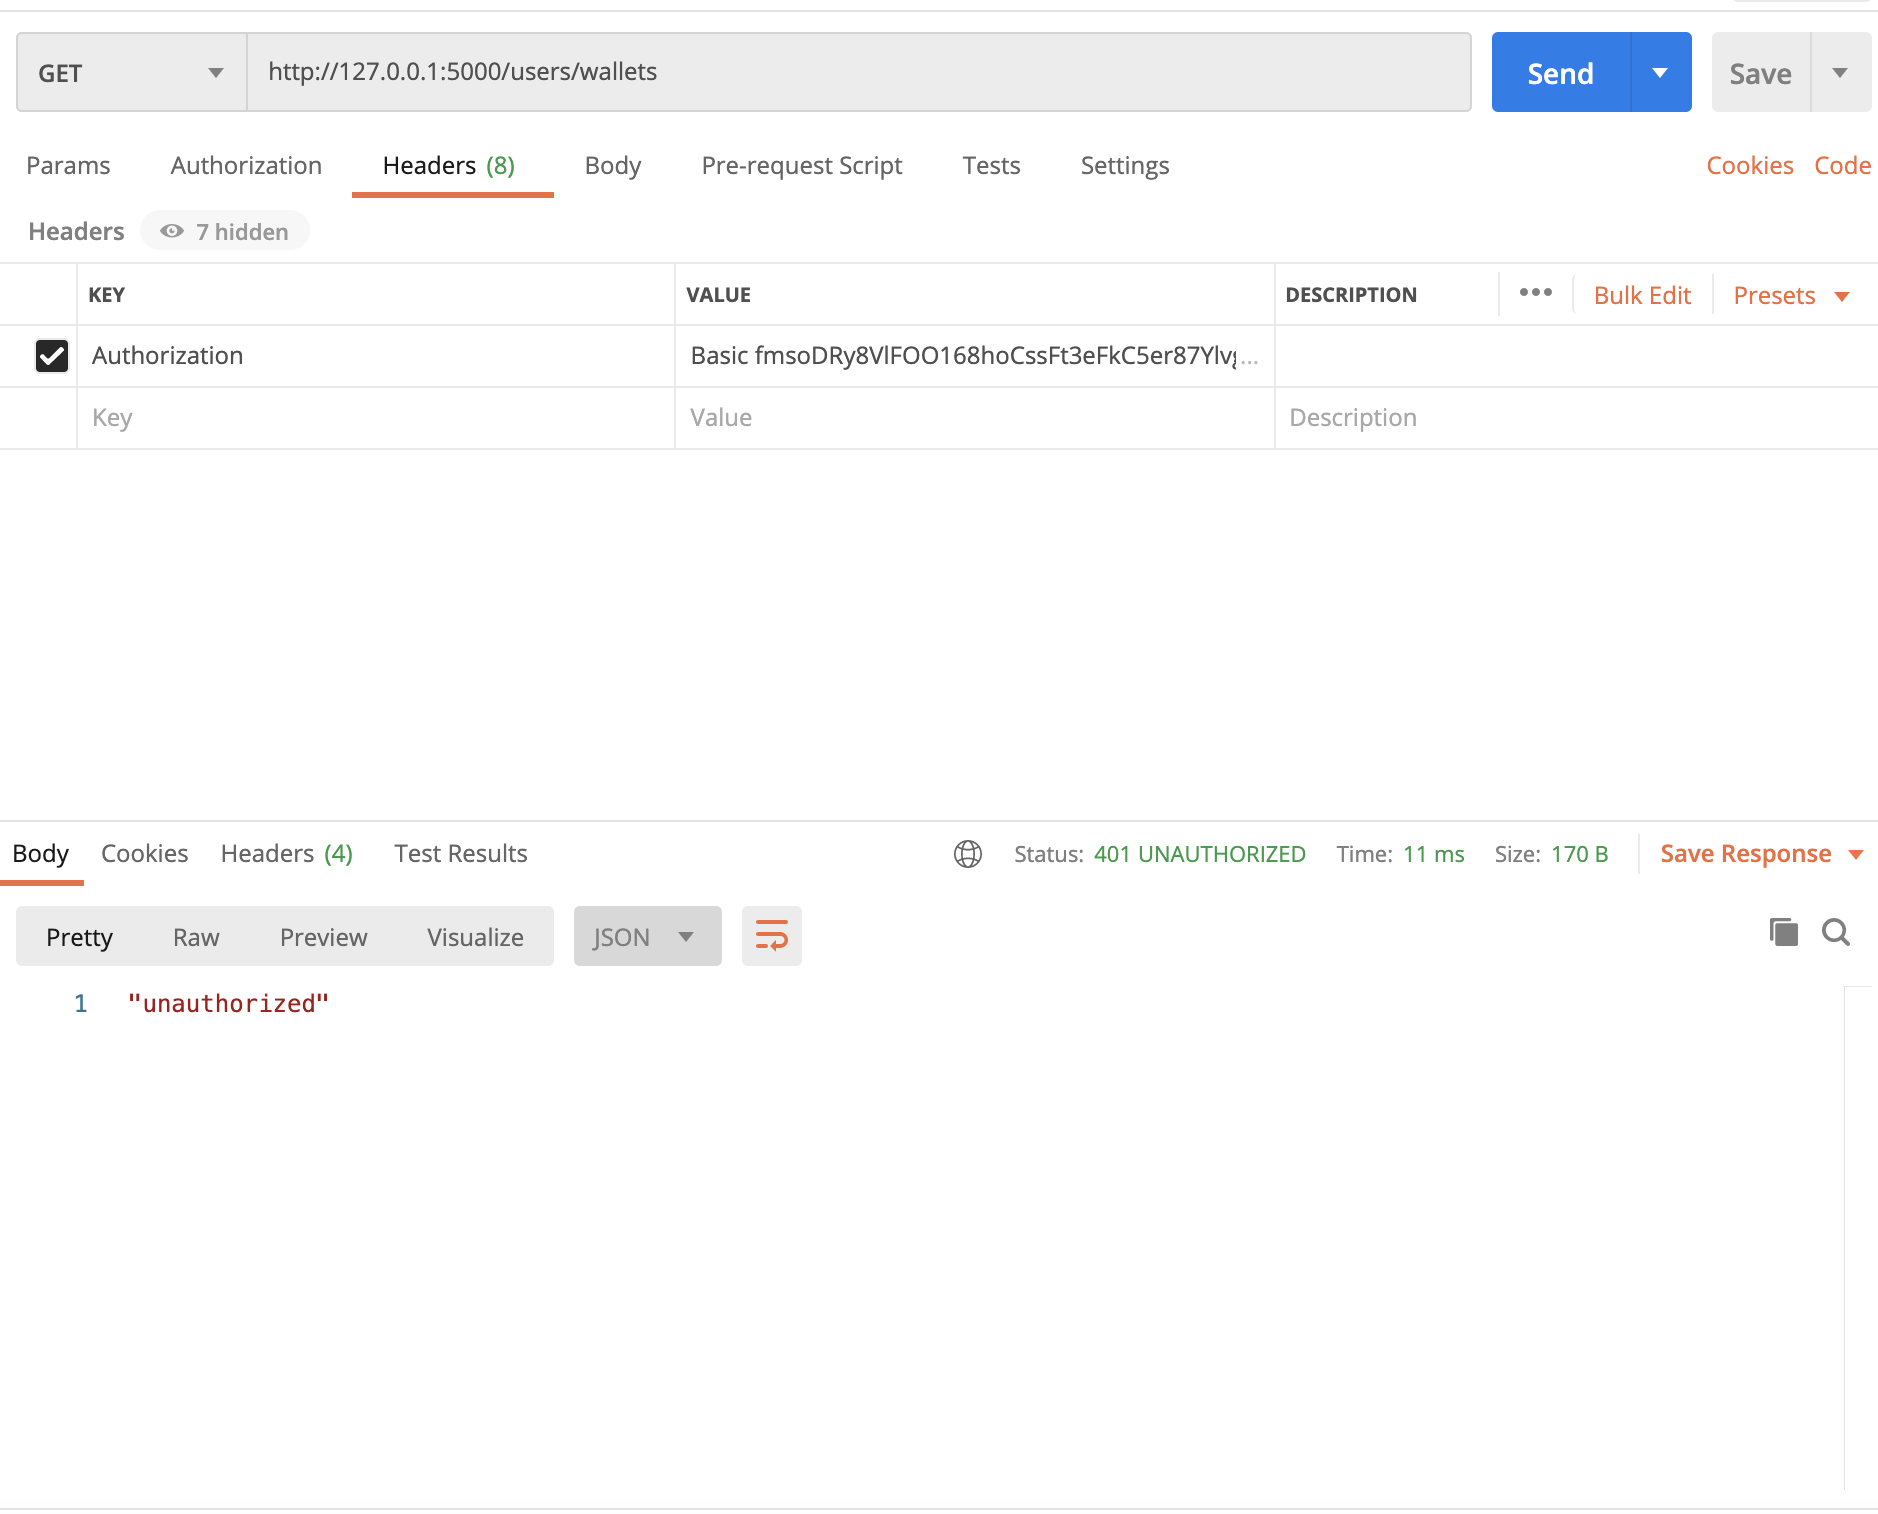 GET http://127.0.0.1:5000/users/wallets Send Save
Params Authorization Headers (8) Body Pre-request Script Tests Settings Cookies Code
Headers 7 hidden
KEY VALUE DESCRIPTION ••• Bulk Edit Presets
Authorization Basic fmsoDRy8VlFOO168hoCssFt3eFkC5er87Ylvg...
Key Value Description
Body Cookies Headers (4) Test Results Status: 401 UNAUTHORIZED Time: 11 ms Size: 170 B Save Response
Pretty Raw Preview Visualize JSON
1 "unauthorized"